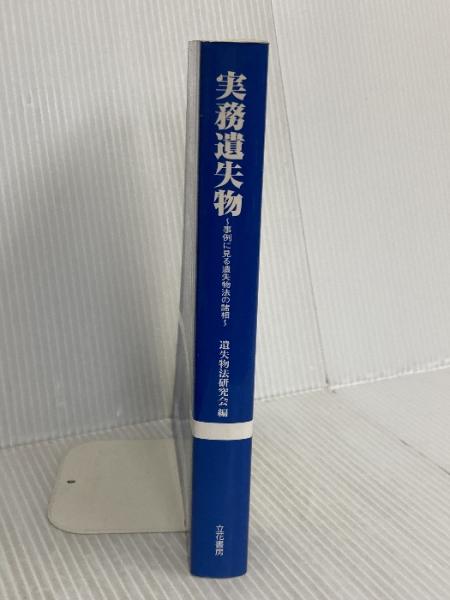 実務遺失物
~事例に見る遺失物法の諸相~
遺失物法研究会編
立花書房